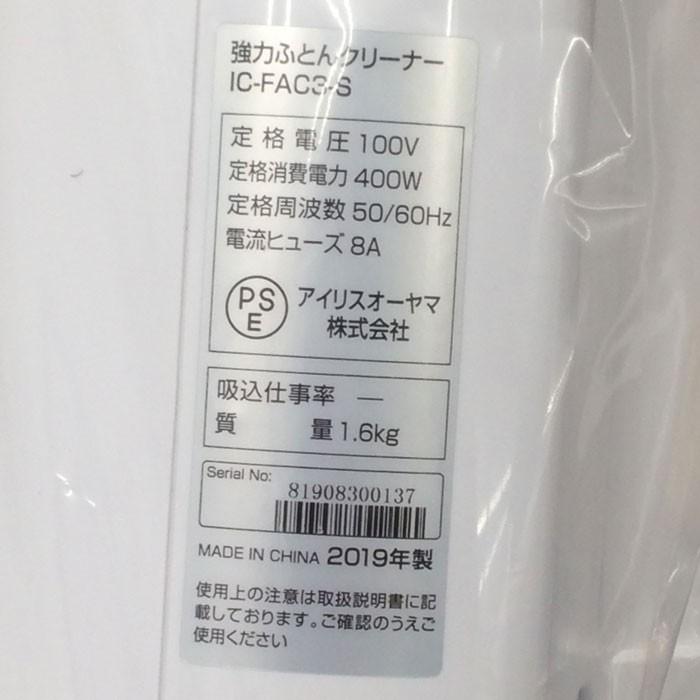 強力ふとんクリーナー
IC-FAC3-S
定格電圧 100V
定格消費電力 400W
定格周波数 50/60Hz
電流ヒューズ 8A
PS
E
アイリスオーヤマ
株式会社
吸込仕事率 —
質量 1.6kg
Serial No:
81908300137
MADE IN CHINA 2019年製
使用上の注意は取扱説明書に記
載しております。ご確認のうえご
使用ください